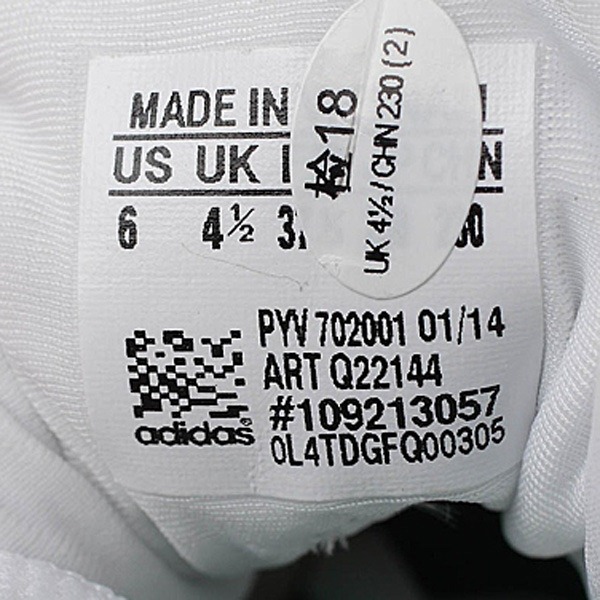 MADE IN
US UK
6 4½
检18
UK 4½ / CHN 230 (2)
PYV 702001 01/14
ART Q22144
#109213057
0L4TDGFQ00305
adidas®